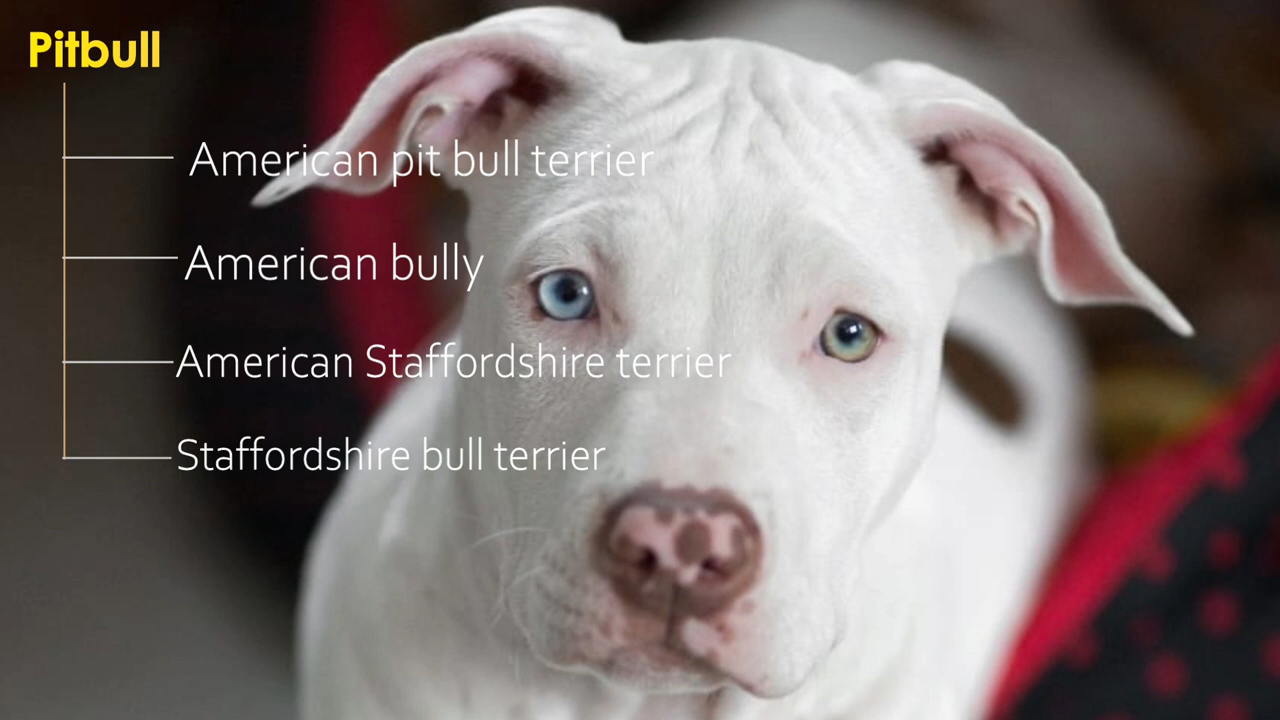 Pitbull
American pit bull terrier
American bully
American Staffordshire terrier
Staffordshire bull terrier